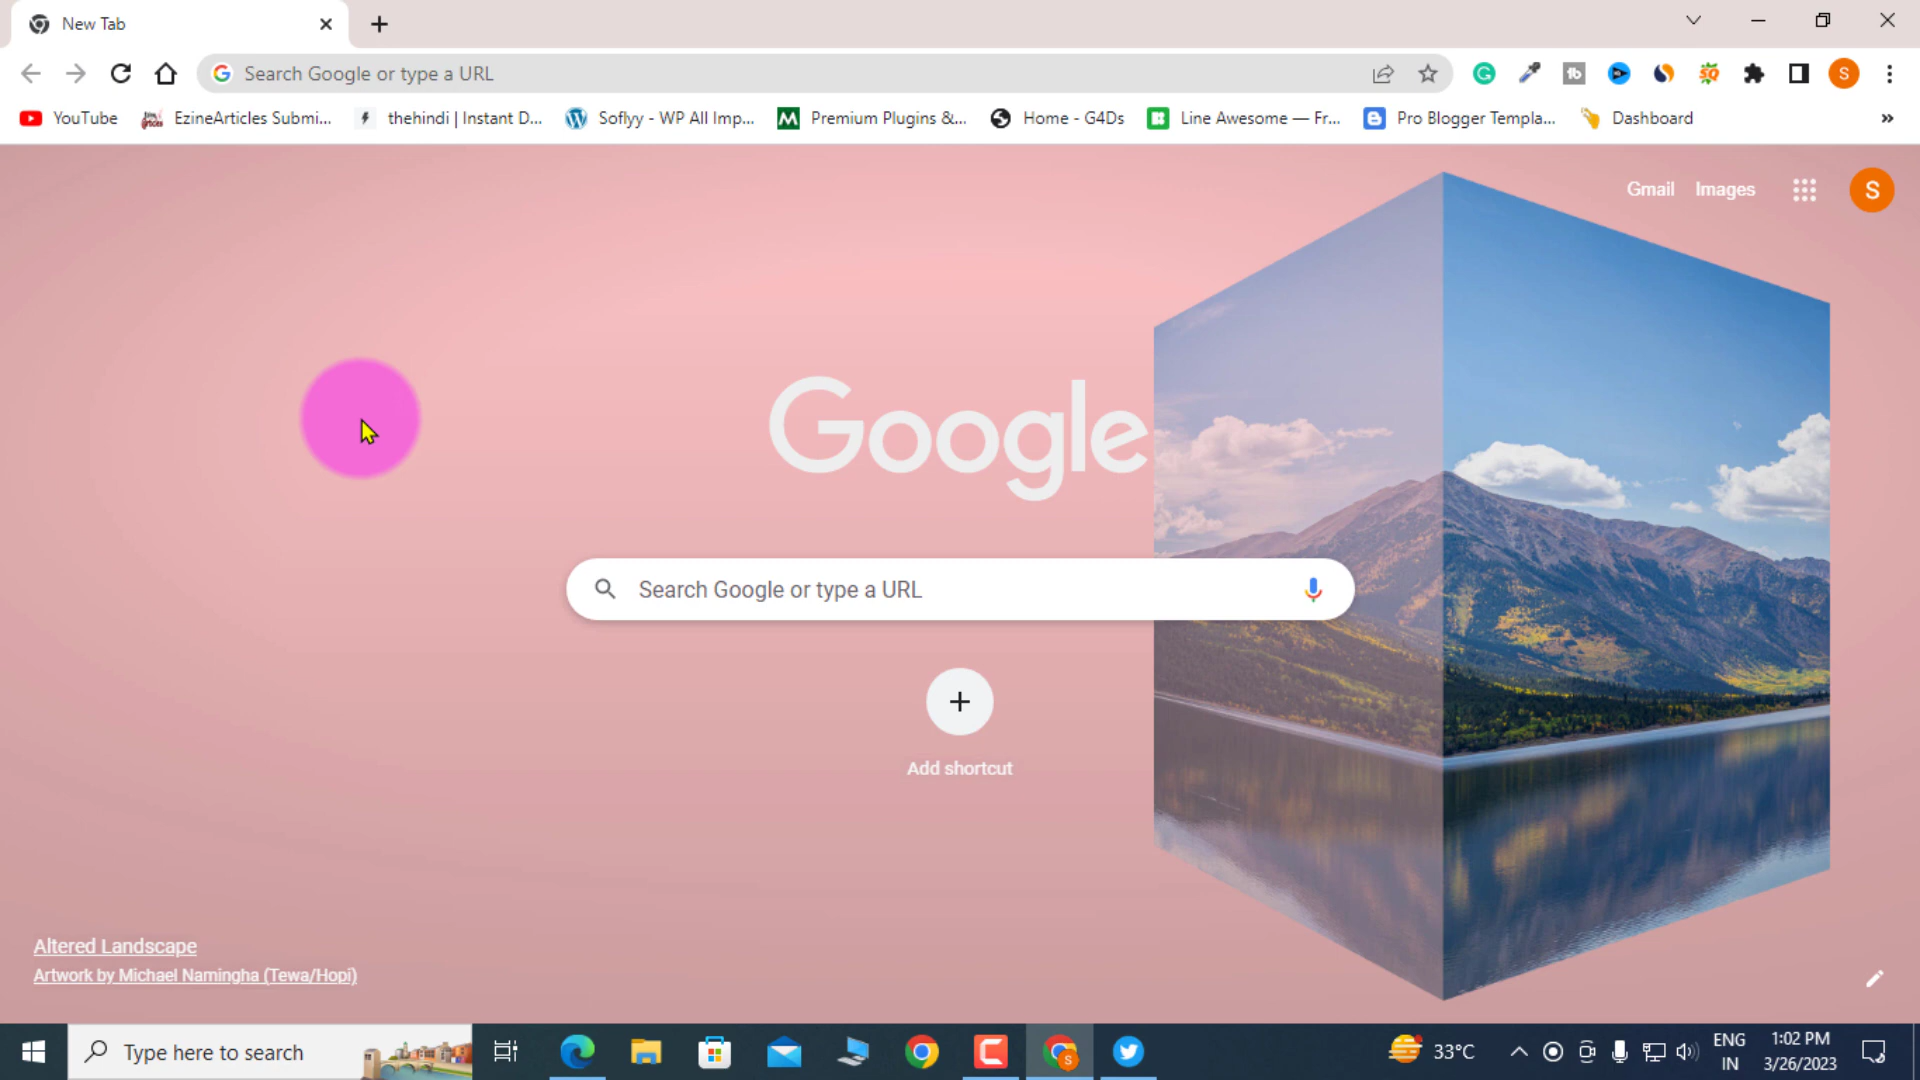 New Tab
Search Google or type a URL
YouTube
EzineArticles Submi...
thehindi | Instant D...
Soflyy - WP All Imp...
Premium Plugins &...
Home - G4Ds
Line Awesome — Fr...
Pro Blogger Templa...
Dashboard
Gmail
Images
S
Google
Search Google or type a URL
Add shortcut
Altered Landscape
Artwork by Michael Namingha (Tewa/Hopi)
Type here to search
33°C
ENG
IN
1:02 PM
3/26/2023